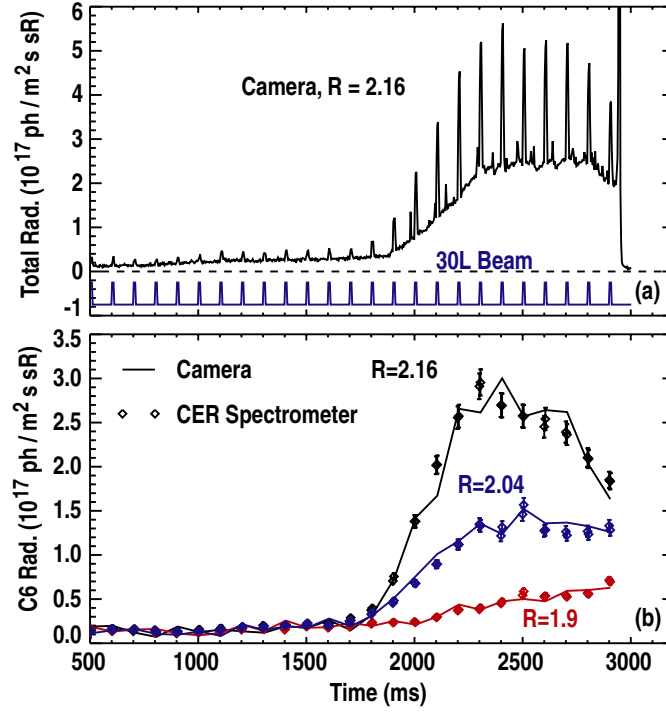 6
5
4
3
2
1
0
-1
Total Rad. (10^17 ph / m^2 s sR)
Camera, R = 2.16
30L Beam
(a)
3.5
3.0
2.5
2.0
1.5
1.0
0.5
0.0
C6 Rad. (10^17 ph / m^2 s sR)
Camera
CER Spectrometer
R=2.16
R=2.04
R=1.9
(b)
500 1000 1500 2000 2500 3000
Time (ms)